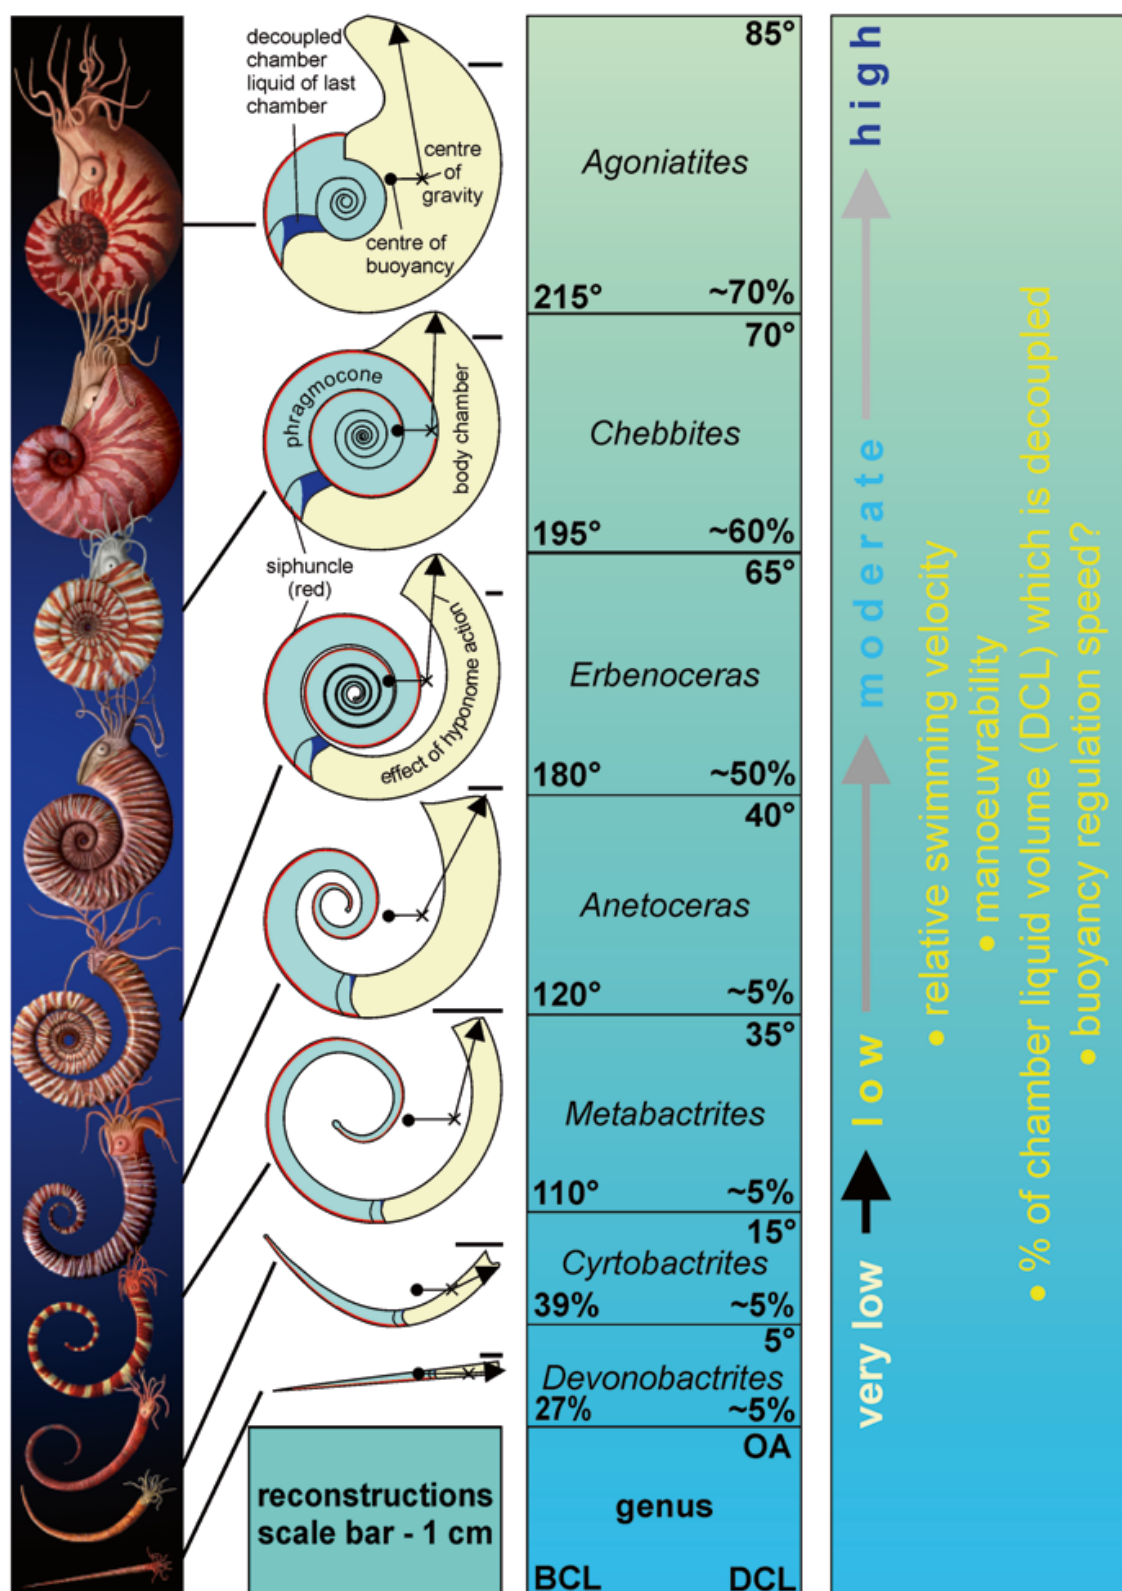 decoupled
chamber
liquid of last
chamber
centre
of
gravity
centre of
buoyancy
phragmocone
body chamber
siphuncle
(red)
effect of hyponome action
reconstructions
scale bar - 1 cm
85°
Agoniatites
215° ~70%
70°
Chebbites
195° ~60%
65°
Erbenoceras
180° ~50%
40°
Anetoceras
120° ~5%
35°
Metabactrites
110° ~5%
15°
Cyrtobactrites
39% ~5%
5°
Devonobactrites
27% ~5%
OA
genus
BCL DCL
high
moderate
low
very low
• relative swimming velocity
• manoeuvrability
• % of chamber liquid volume (DCL) which is decoupled
• buoyancy regulation speed?